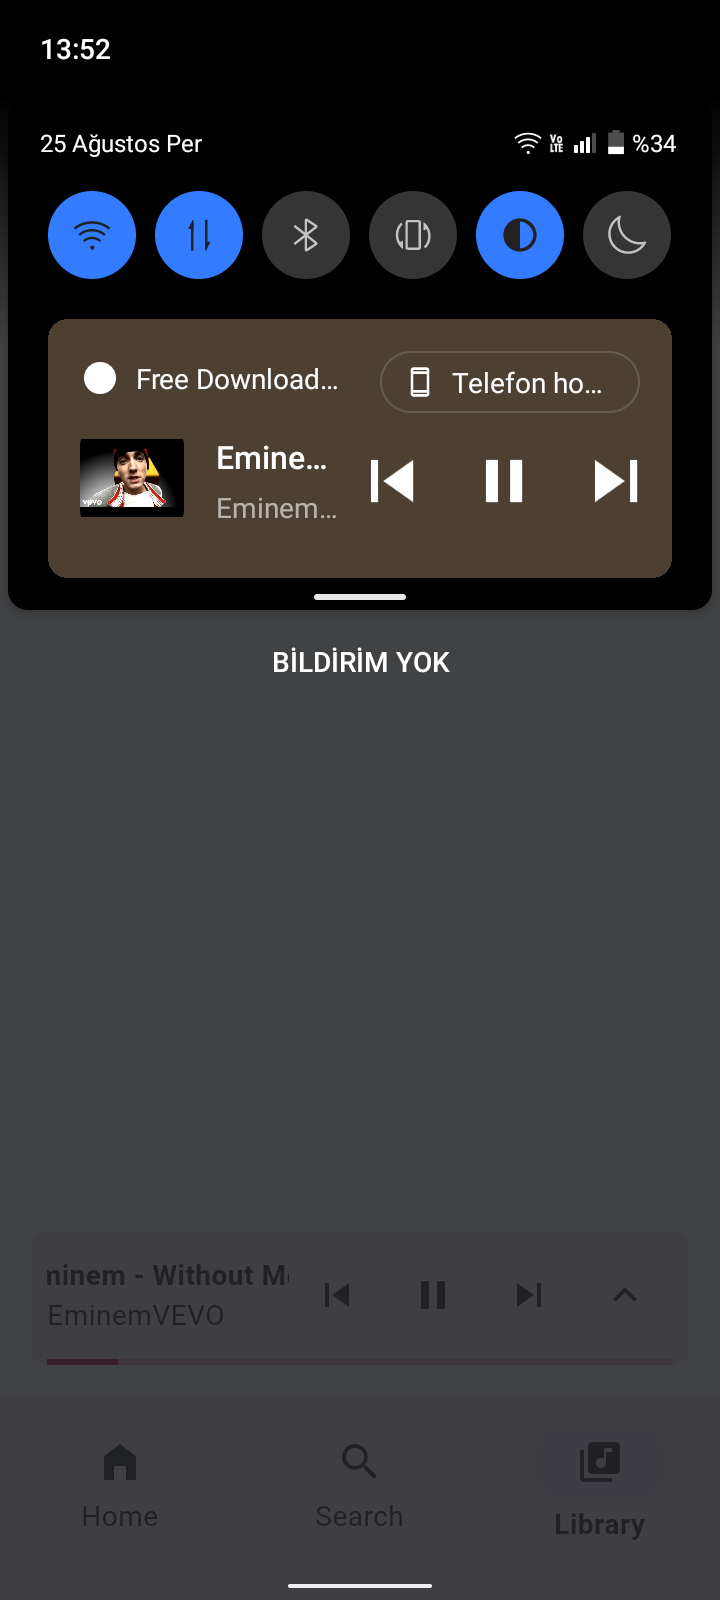 13:52
25 Ağustos Per
Vo LTE
%34
Free Download...
Telefon ho...
Emine...
Eminem...
vevo
BİLDİRİM YOK
ninem - Without M
EminemVEVO
Home
Search
Library